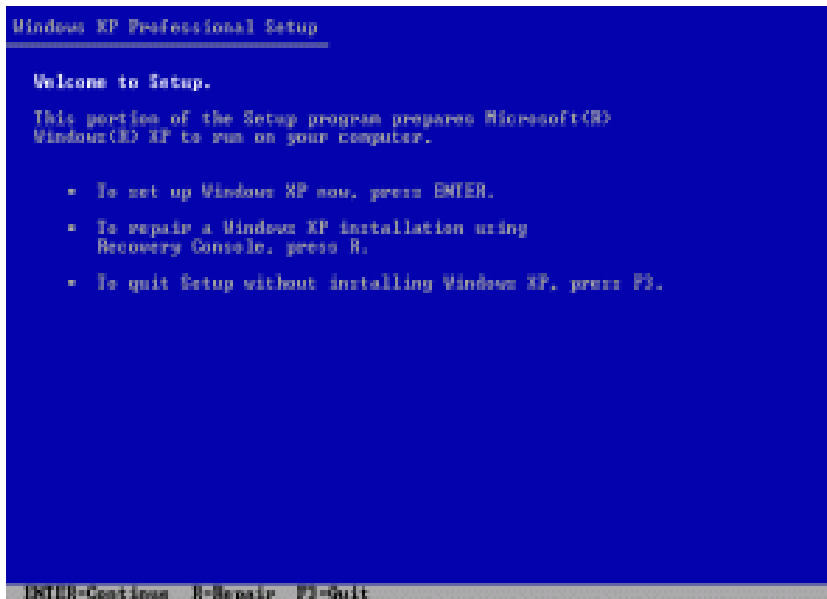 Windows XP Professional Setup
Welcome to Setup.
This portion of the Setup program prepares Microsoft(R)
Windows(R) XP to run on your computer.
To set up Windows XP now, press ENTER.
To repair a Windows XP installation using
Recovery Console, press R.
To quit Setup without installing Windows XP, press F3.
ENTER=Continue R=Repair F3=Quit